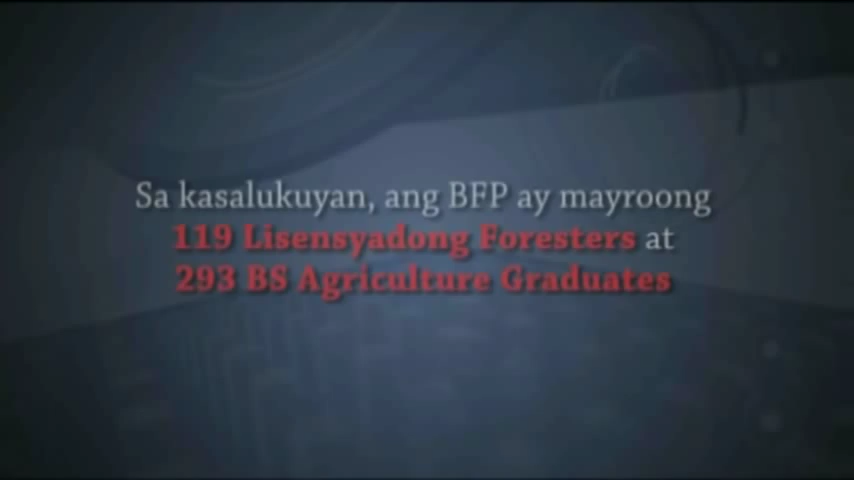 Sa kasalukuyan, ang BFP ay mayroong
119 Lisensyadong Foresters at
293 BS Agriculture Graduates